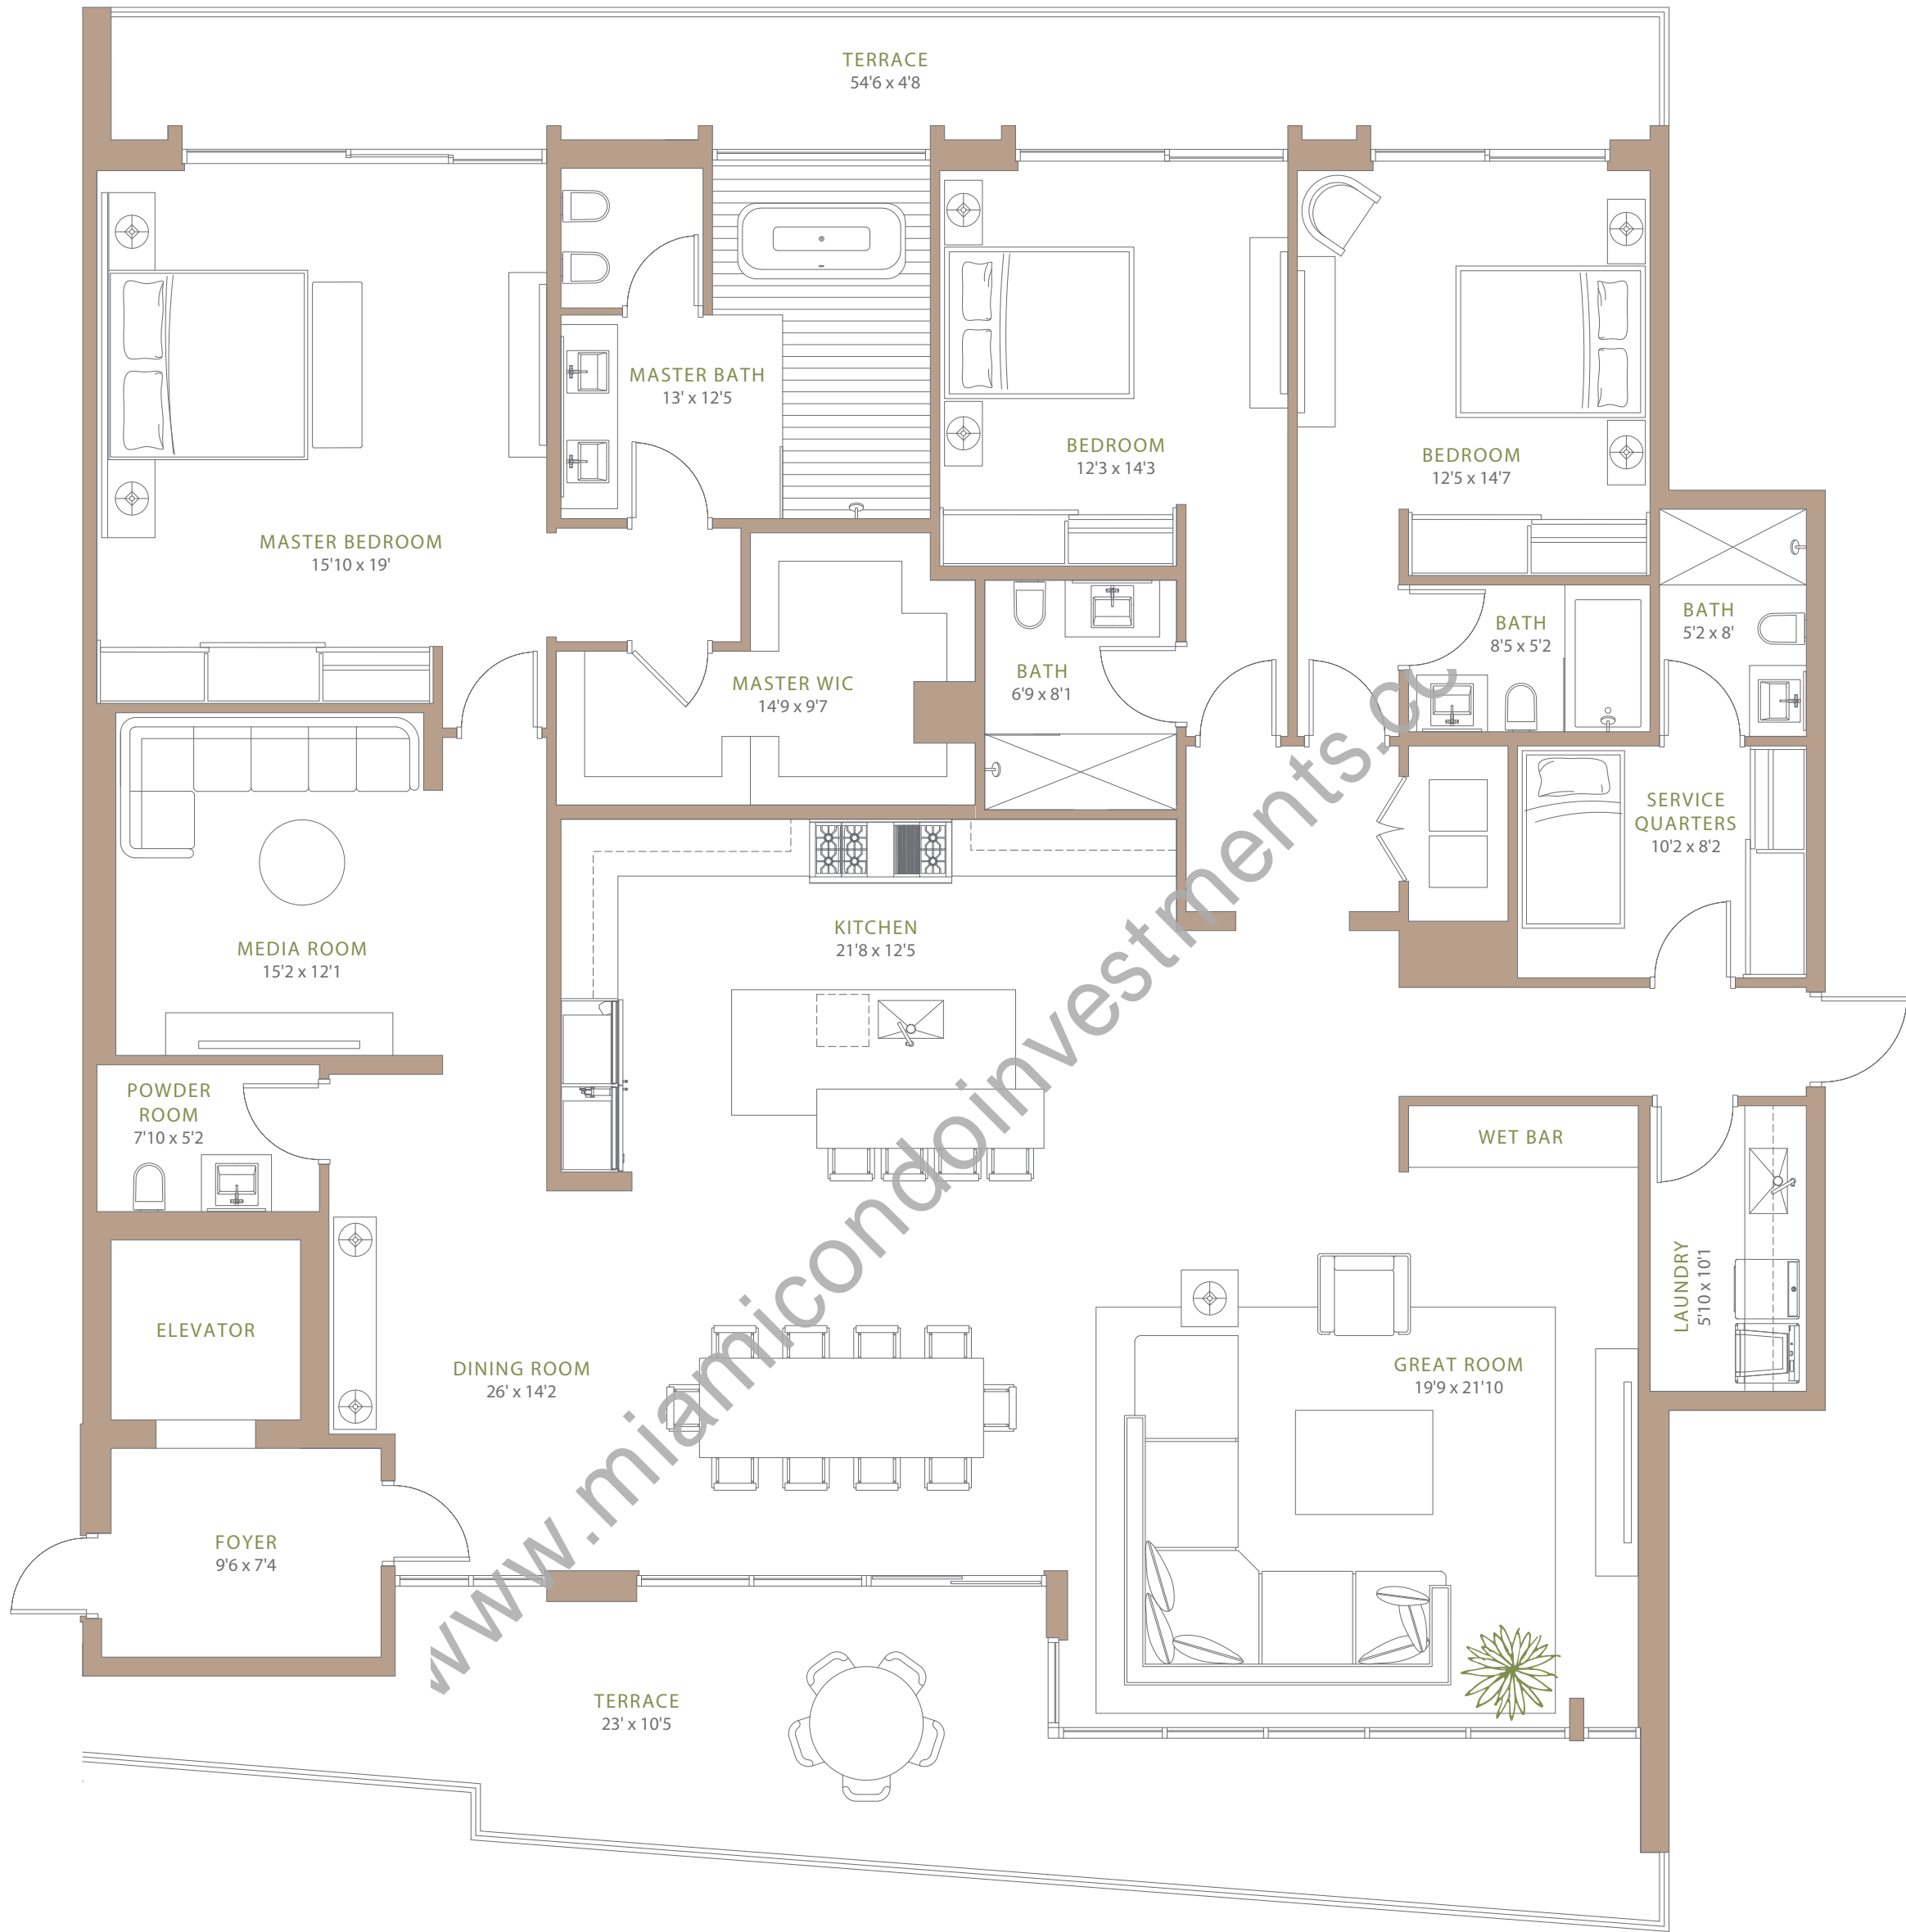 TERRACE
54'6 x 4'8
MASTER BATH
13' x 12'5
BEDROOM
12'3 x 14'3
BEDROOM
12'5 x 14'7
MASTER BEDROOM
15'10 x 19'
BATH
5'2 x 8'
BATH
8'5 x 5'2
BATH
6'9 x 8'1
MASTER WIC
14'9 x 9'7
SERVICE
QUARTERS
10'2 x 8'2
KITCHEN
21'8 x 12'5
MEDIA ROOM
15'2 x 12'1
POWDER
ROOM
7'10 x 5'2
WET BAR
LAUNDRY
5'10 x 10'1
ELEVATOR
DINING ROOM
26' x 14'2
GREAT ROOM
19'9 x 21'10
FOYER
9'6 x 7'4
TERRACE
23' x 10'5
www.miamicondoinvestments.cc